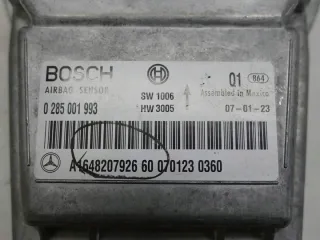 BOSCH
AIRBAG SENSOR
0 285 001 993
SW 1006
HW 3005
01 864
Assembled in Mexico
07-01-23
A1648207926 60 070123 0360